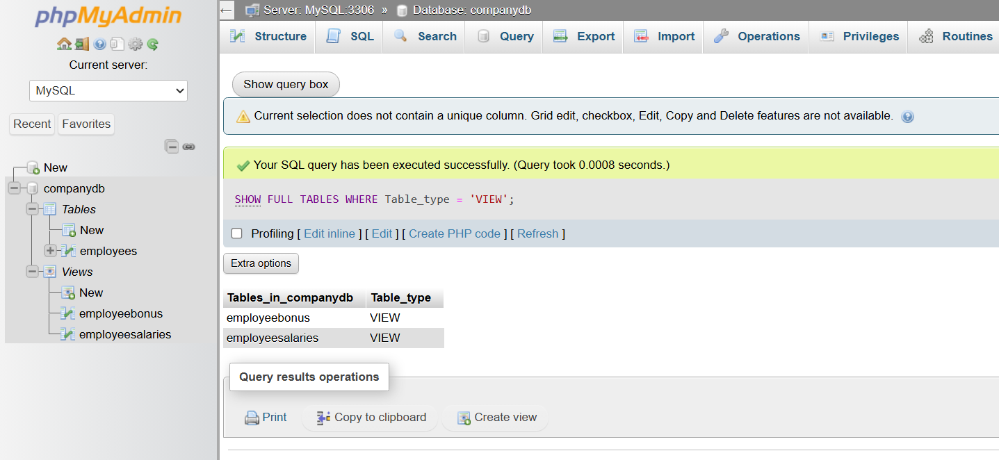 phpMyAdmin
Current server:
MySQL
Recent Favorites
New
companydb
Tables
New
employees
Views
New
employeebonus
employeesalaries
← Server: MySQL:3306 » Database: companydb
Structure SQL Search Query Export Import Operations Privileges Routines
Show query box
Current selection does not contain a unique column. Grid edit, checkbox, Edit, Copy and Delete features are not available.
Your SQL query has been executed successfully. (Query took 0.0008 seconds.)
SHOW FULL TABLES WHERE Table_type = 'VIEW';
Profiling [ Edit inline ] [ Edit ] [ Create PHP code ] [ Refresh ]
Extra options
Tables_in_companydb Table_type
employeebonus VIEW
employeesalaries VIEW
Query results operations
Print Copy to clipboard Create view